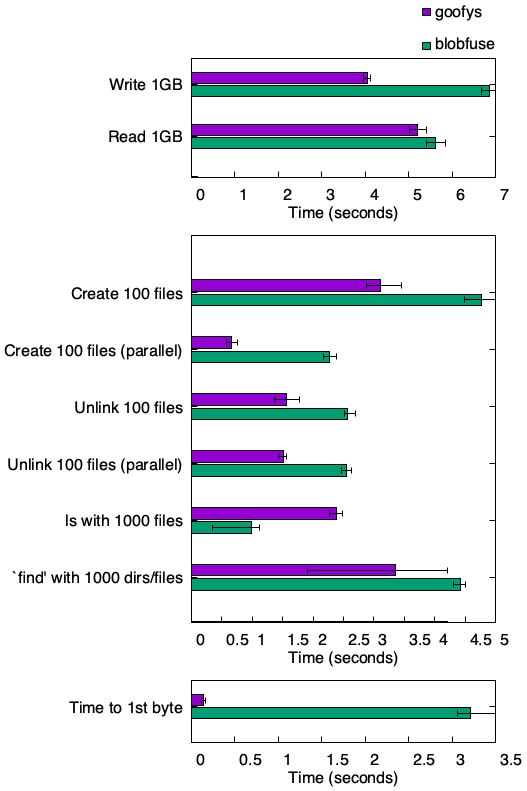 goofys
blobfuse
Write 1GB
Read 1GB
0 1 2 3 4 5 6 7
Time (seconds)
Create 100 files
Create 100 files (parallel)
Unlink 100 files
Unlink 100 files (parallel)
ls with 1000 files
`find' with 1000 dirs/files
0 0.5 1 1.5 2 2.5 3 3.5 4 4.5 5
Time (seconds)
Time to 1st byte
0 0.5 1 1.5 2 2.5 3 3.5
Time (seconds)